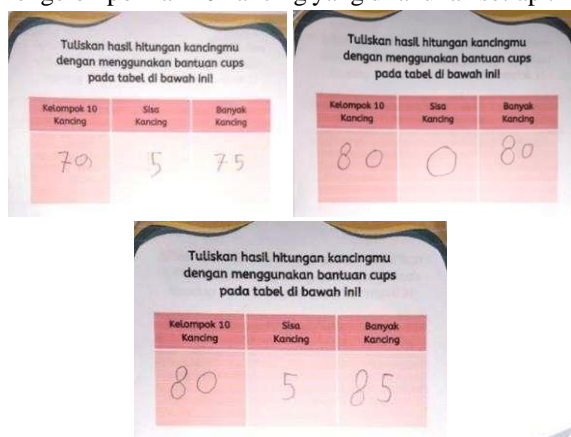 Tuliskan hasil hitungan kancingmu
dengan menggunakan bantuan cups
pada tabel di bawah ini!
Kelompok 10 Kancing Sisa Kancing Banyak Kancing
70 5 75
Tuliskan hasil hitungan kancingmu
dengan menggunakan bantuan cups
pada tabel di bawah ini!
Kelompok 10 Kancing Sisa Kancing Banyak Kancing
80 0 80
Tuliskan hasil hitungan kancingmu
dengan menggunakan bantuan cups
pada tabel di bawah ini!
Kelompok 10 Kancing Sisa Kancing Banyak Kancing
80 5 85